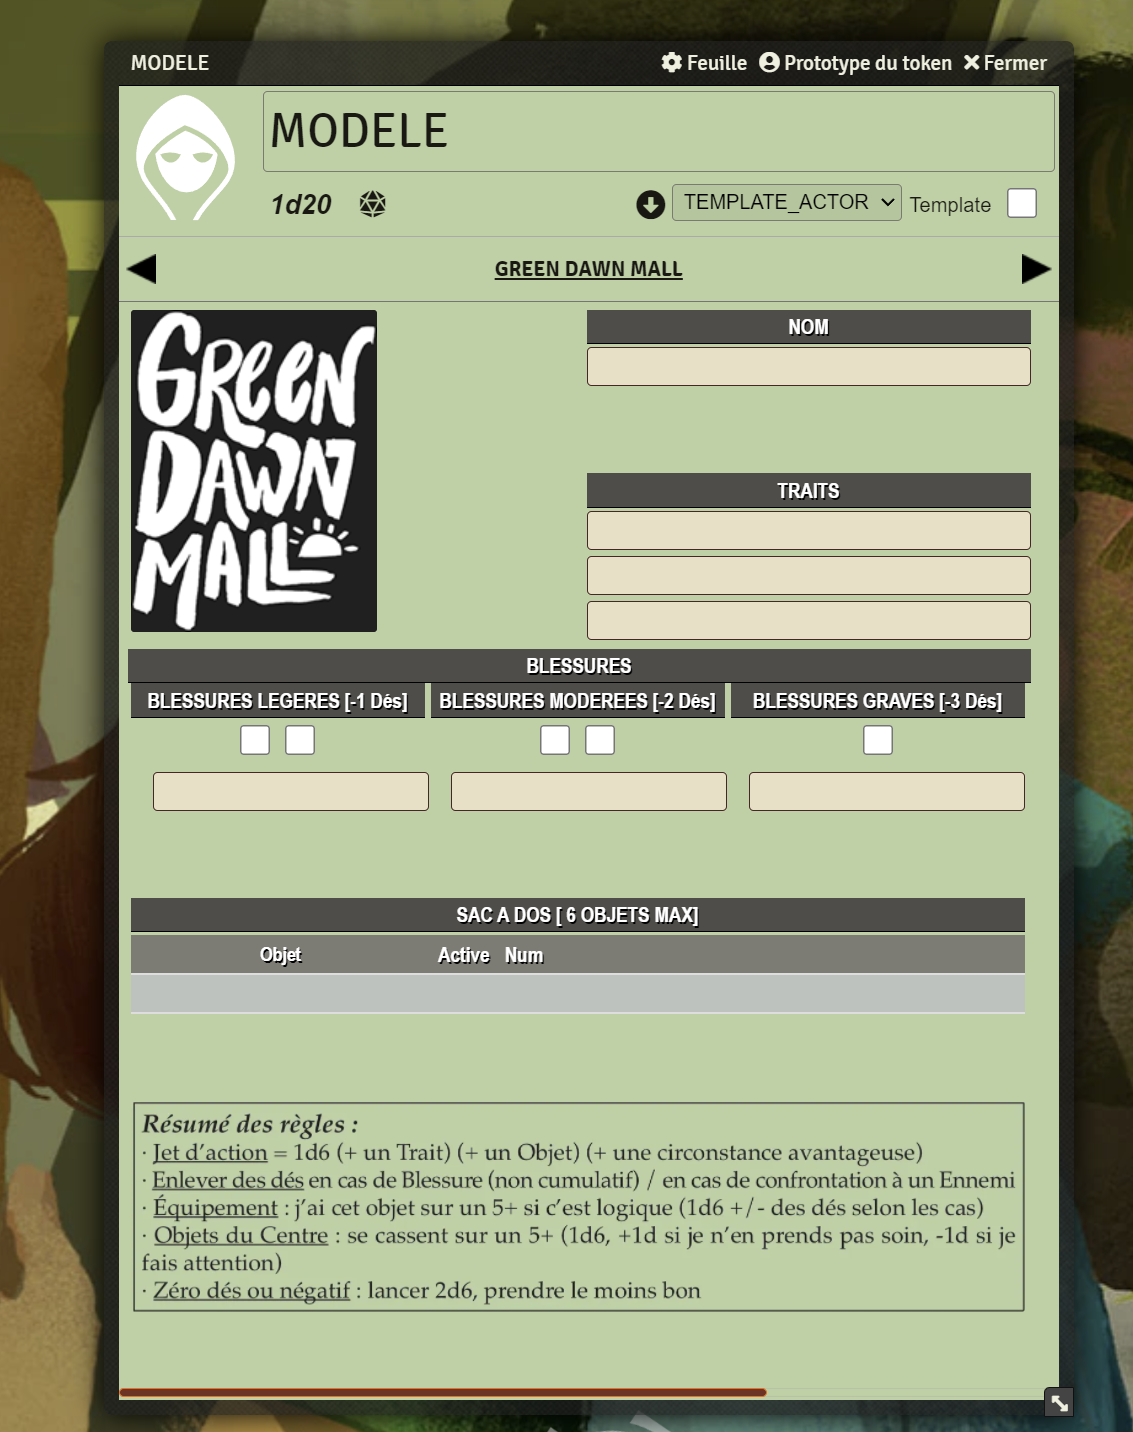 MODELE
Feuille Prototype du token Fermer
MODELE
1d20
TEMPLATE_ACTOR Template
GREEN DAWN MALL
GREEN
DAWN
MALL
NOM
TRAITS
BLESSURES
BLESSURES LEGERES [-1 Dés] BLESSURES MODEREES [-2 Dés] BLESSURES GRAVES [-3 Dés]
SAC A DOS [ 6 OBJETS MAX]
Objet Active Num
Résumé des règles :
· Jet d’action = 1d6 (+ un Trait) (+ un Objet) (+ une circonstance avantageuse)
· Enlever des dés en cas de Blessure (non cumulatif) / en cas de confrontation à un Ennemi
· Équipement : j’ai cet objet sur un 5+ si c’est logique (1d6 +/- des dés selon les cas)
· Objets du Centre : se cassent sur un 5+ (1d6, +1d si je n’en prends pas soin, -1d si je
fais attention)
· Zéro dés ou négatif : lancer 2d6, prendre le moins bon